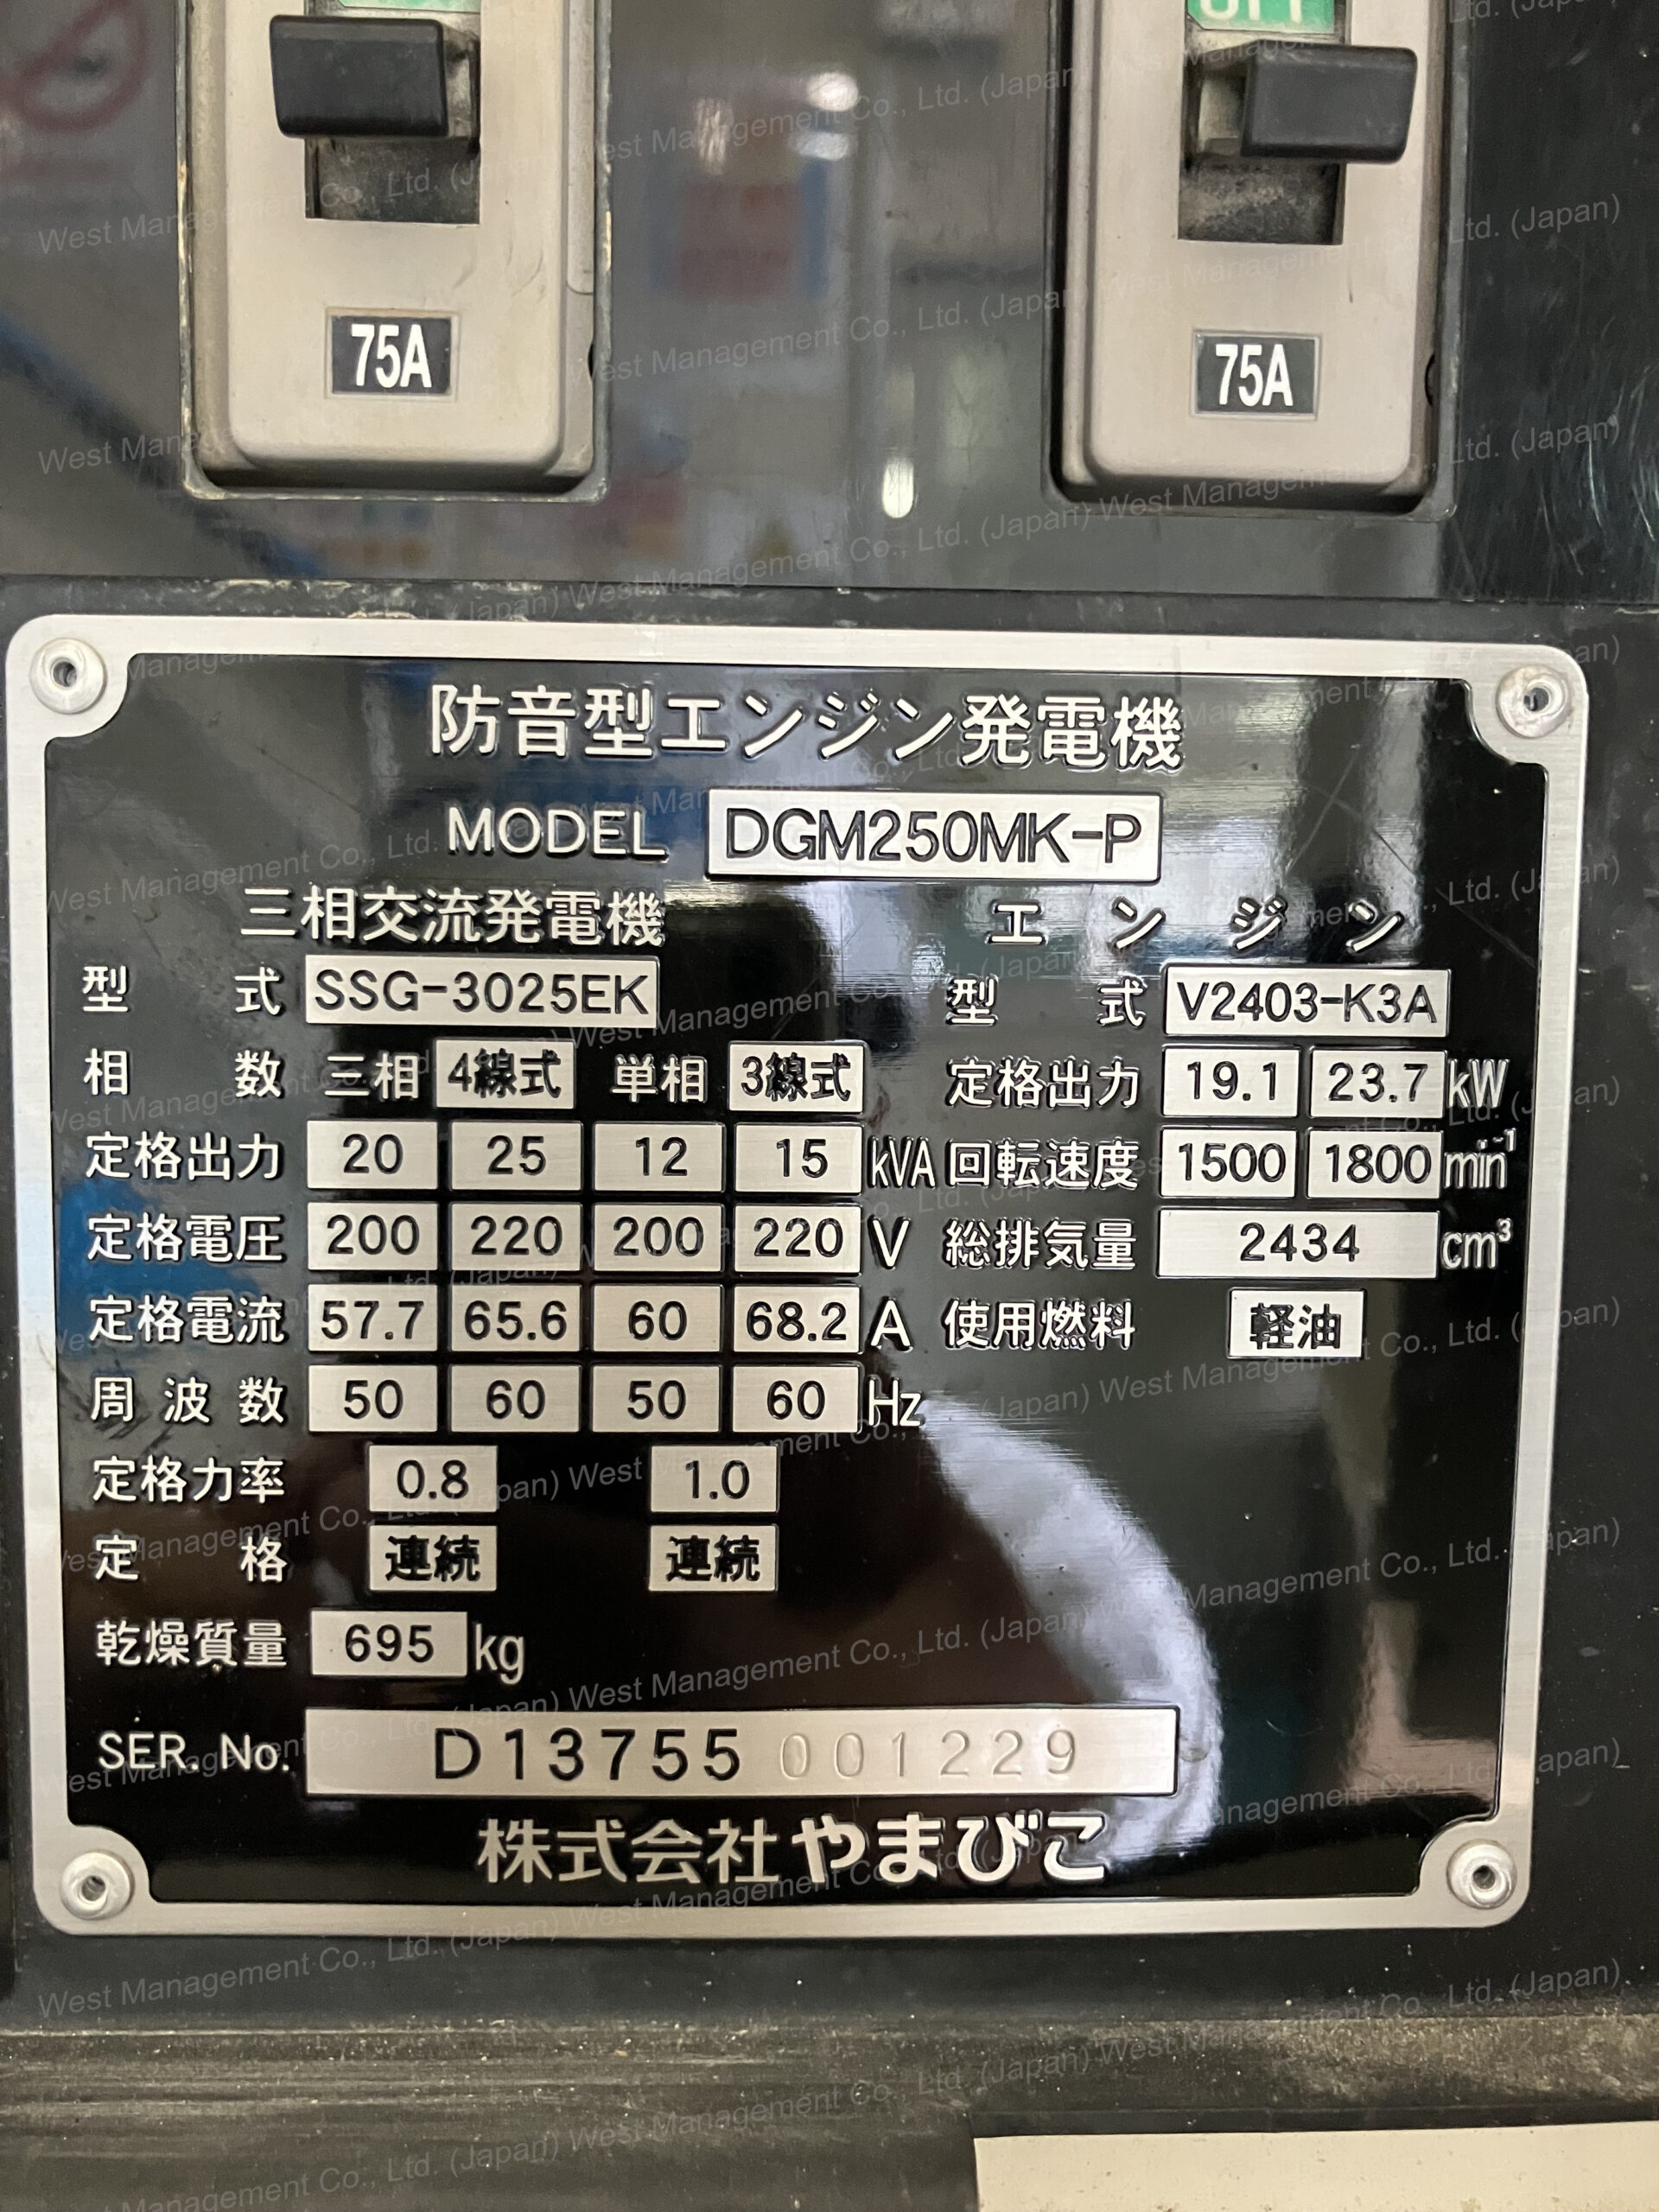 75A
75A
防音型エンジン発電機
MODEL DGM250MK-P
三相交流発電機
型式 SSG-3025EK
相数 三相 4線式 単相 3線式
定格出力 20 25 12 15 kVA
定格電圧 200 220 200 220 V
定格電流 57.7 65.6 60 68.2 A
周波数 50 60 50 60 Hz
定格力率 0.8 1.0
定格 連続 連続
乾燥質量 695 kg
エンジン
型式 V2403-K3A
定格出力 19.1 23.7 kW
回転速度 1500 1800 min⁻¹
総排気量 2434 cm³
使用燃料 軽油
SER. No. D13755 001229
株式会社やまびこ
West Management Co., Ltd. (Japan)